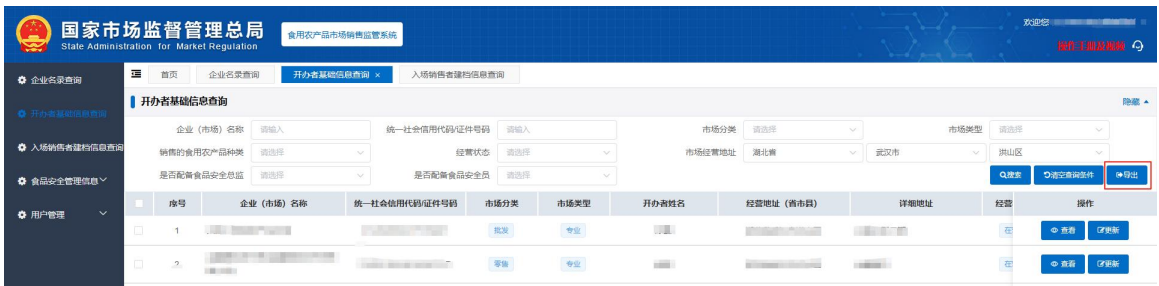 国家市场监督管理总局
State Administration for Market Regulation
食用农产品市场销售监管系统
欢迎您
操作手册及视频
企业名录查询
开办者基础信息查询
入场销售者建档信息查询
食品安全管理信息
用户管理
首页 企业名录查询 开办者基础信息查询 × 入场销售者建档信息查询
开办者基础信息查询 隐藏
企业（市场）名称 请输入 统一社会信用代码/证件号码 请输入 市场分类 请选择 市场类型 请选择
销售的食用农产品种类 请选择 经营状态 请选择 市场经营地址 湖北省 武汉市 洪山区
是否配备食品安全总监 请选择 是否配备食品安全员 请选择 搜索 清空查询条件 导出
序号 企业（市场）名称 统一社会信用代码/证件号码 市场分类 市场类型 开办者姓名 经营地址（省市县） 详细地址 经营 操作
1 批发 专业 在 查看 更新
2 零售 专业 在 查看 更新